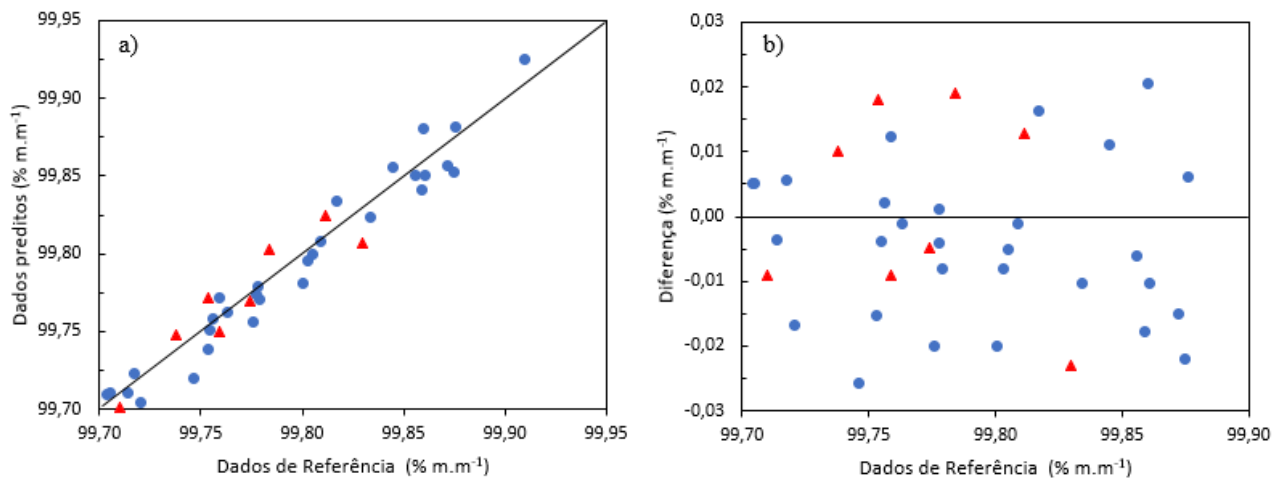 a)
99,95
99,90
99,85
99,80
99,75
99,70
Dados preditos (% m.m⁻¹)
99,70 99,75 99,80 99,85 99,90 99,95
Dados de Referência (% m.m⁻¹)
b)
0,03
0,02
0,01
0,00
-0,01
-0,02
-0,03
Diferença (% m.m⁻¹)
99,70 99,75 99,80 99,85 99,90
Dados de Referência (% m.m⁻¹)